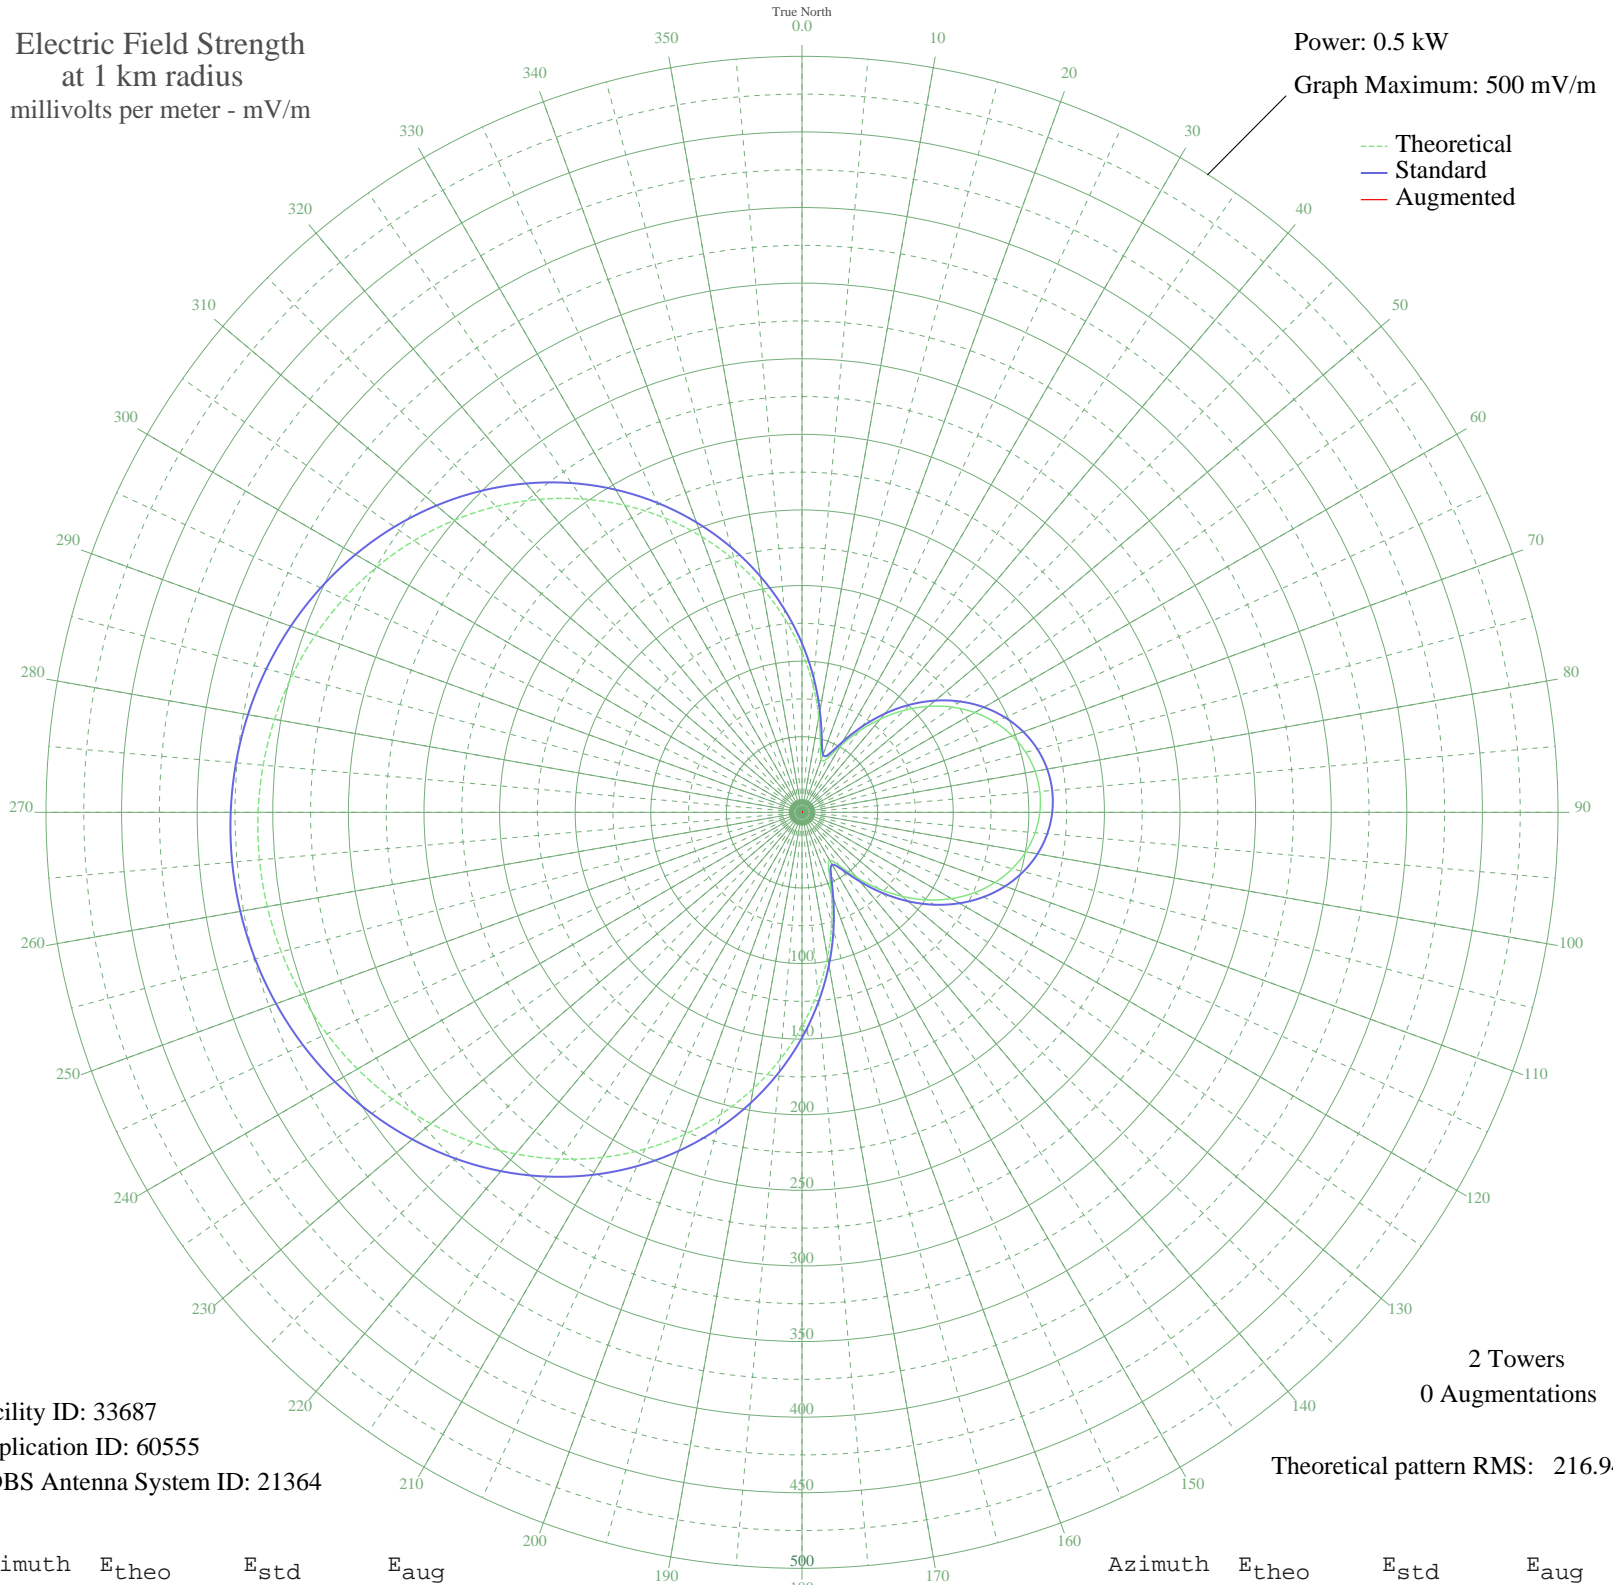 True North
0.0
Electric Field Strength
at 1 km radius
millivolts per meter - mV/m
Power: 0.5 kW
Graph Maximum: 500 mV/m
Theoretical
Standard
Augmented
10
20
30
40
50
60
70
80
90
100
110
120
130
140
150
160
170
190
200
210
220
230
240
250
260
270
280
290
300
310
320
330
340
350
100
150
200
250
300
350
400
450
500
2 Towers
0 Augmentations
Theoretical pattern RMS: 216.94
cility ID: 33687
plication ID: 60555
DBS Antenna System ID: 21364
imuth Etheo Estd Eaug
Azimuth Etheo Estd Eaug